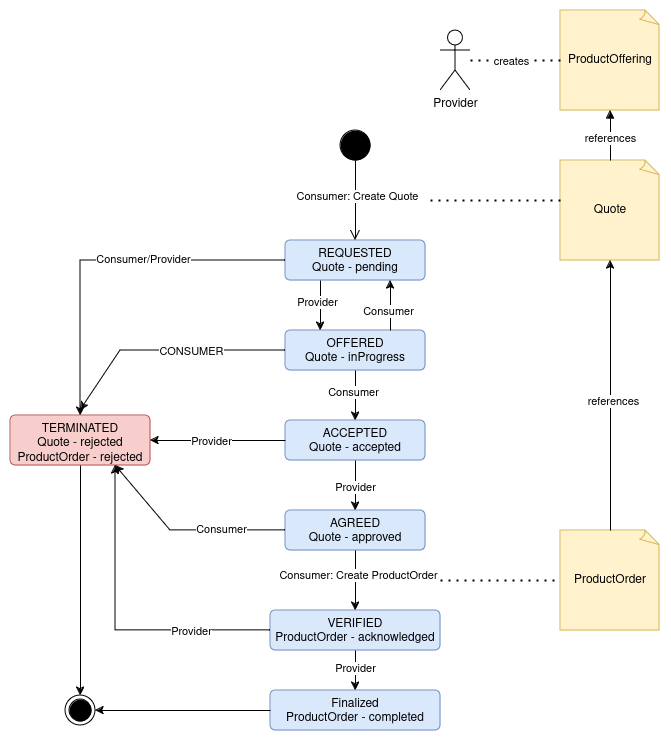 ProductOffering
creates
Provider
references
Consumer: Create Quote
Quote
REQUESTED
Quote - pending
Consumer/Provider
Provider
Consumer
OFFERED
Quote - inProgress
CONSUMER
Consumer
references
TERMINATED
Quote - rejected
ProductOrder - rejected
Provider
ACCEPTED
Quote - accepted
Provider
AGREED
Quote - approved
Consumer
Consumer: Create ProductOrder
ProductOrder
VERIFIED
ProductOrder - acknowledged
Provider
Provider
Finalized
ProductOrder - completed